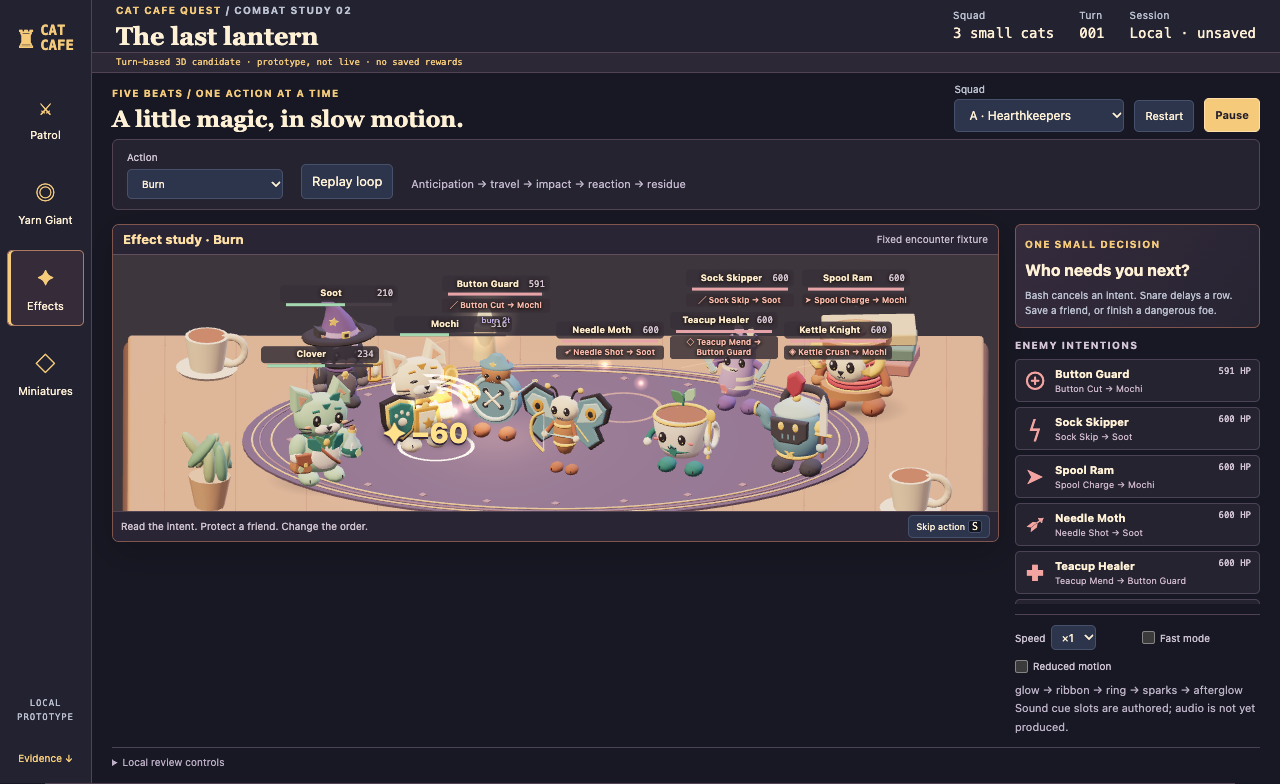 CAT CAFE
CAT CAFE QUEST / COMBAT STUDY 02
The last lantern
Squad
3 small cats
Turn
001
Session
Local · unsaved
Turn-based 3D candidate · prototype, not live · no saved rewards
Patrol
Yarn Giant
Effects
Miniatures
LOCAL
PROTOTYPE
Evidence ↓
FIVE BEATS / ONE ACTION AT A TIME
A little magic, in slow motion.
Squad
A · Hearthkeepers
Restart
Pause
Action
Burn
Replay loop
Anticipation → travel → impact → reaction → residue
Effect study · Burn
Fixed encounter fixture
Soot 210
Button Guard 591
Button Cut → Mochi
Sock Skipper 600
Sock Skip → Soot
Spool Ram 600
Spool Charge → Mochi
Mochi
Clover 234
Needle Moth 600
Needle Shot → Soot
Teacup Healer 600
Teacup Mend →
Button Guard
Kettle Knight 600
Kettle Crush → Mochi
-60
Read the intent. Protect a friend. Change the order.
Skip action S
ONE SMALL DECISION
Who needs you next?
Bash cancels an intent. Snare delays a row.
Save a friend, or finish a dangerous foe.
ENEMY INTENTIONS
Button Guard 591 HP
Button Cut → Mochi
Sock Skipper 600 HP
Sock Skip → Soot
Spool Ram 600 HP
Spool Charge → Mochi
Needle Moth 600 HP
Needle Shot → Soot
Teacup Healer 600 HP
Teacup Mend → Button Guard
Speed ×1
Fast mode
Reduced motion
glow → ribbon → ring → sparks → afterglow
Sound cue slots are authored; audio is not yet
produced.
Local review controls